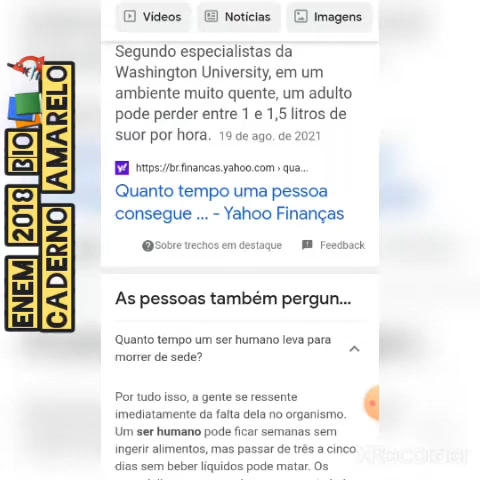 Vídeos
Notícias
Imagens
Segundo especialistas da
Washington University, em um
ambiente muito quente, um adulto
pode perder entre 1 e 1,5 litros de
suor por hora. 19 de ago. de 2021
https://br.financas.yahoo.com › qua...
Quanto tempo uma pessoa
consegue ... - Yahoo Finanças
Sobre trechos em destaque
Feedback
As pessoas também pergun...
Quanto tempo um ser humano leva para
morrer de sede?
Por tudo isso, a gente se ressente
imediatamente da falta dela no organismo.
Um ser humano pode ficar semanas sem
ingerir alimentos, mas passar de três a cinco
dias sem beber líquidos pode matar. Os
ENEM 2018 BIO
CADERNO AMARELO
XRecorder